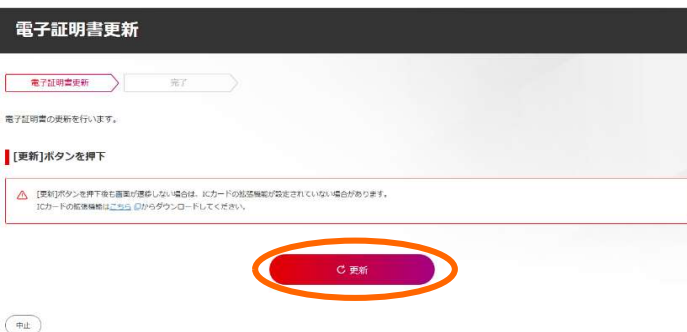 電子証明書更新
電子証明書更新
完了
電子証明書の更新を行います。
[更新]ボタンを押下
[更新]ボタンを押下後も画面が遷移しない場合は、ICカードの拡張機能が設定されていない場合があります。
ICカードの拡張機能はこちらからダウンロードしてください。
更新
中止